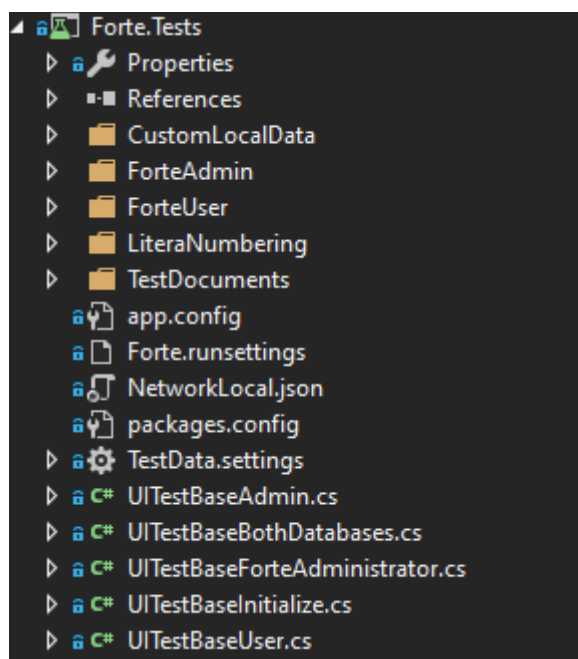 Forte.Tests
Properties
References
CustomLocalData
ForteAdmin
ForteUser
LiteraNumbering
TestDocuments
app.config
Forte.runsettings
NetworkLocal.json
packages.config
TestData.settings
C# UITestBaseAdmin.cs
C# UITestBaseBothDatabases.cs
C# UITestBaseForteAdministrator.cs
C# UITestBaseInitialize.cs
C# UITestBaseUser.cs